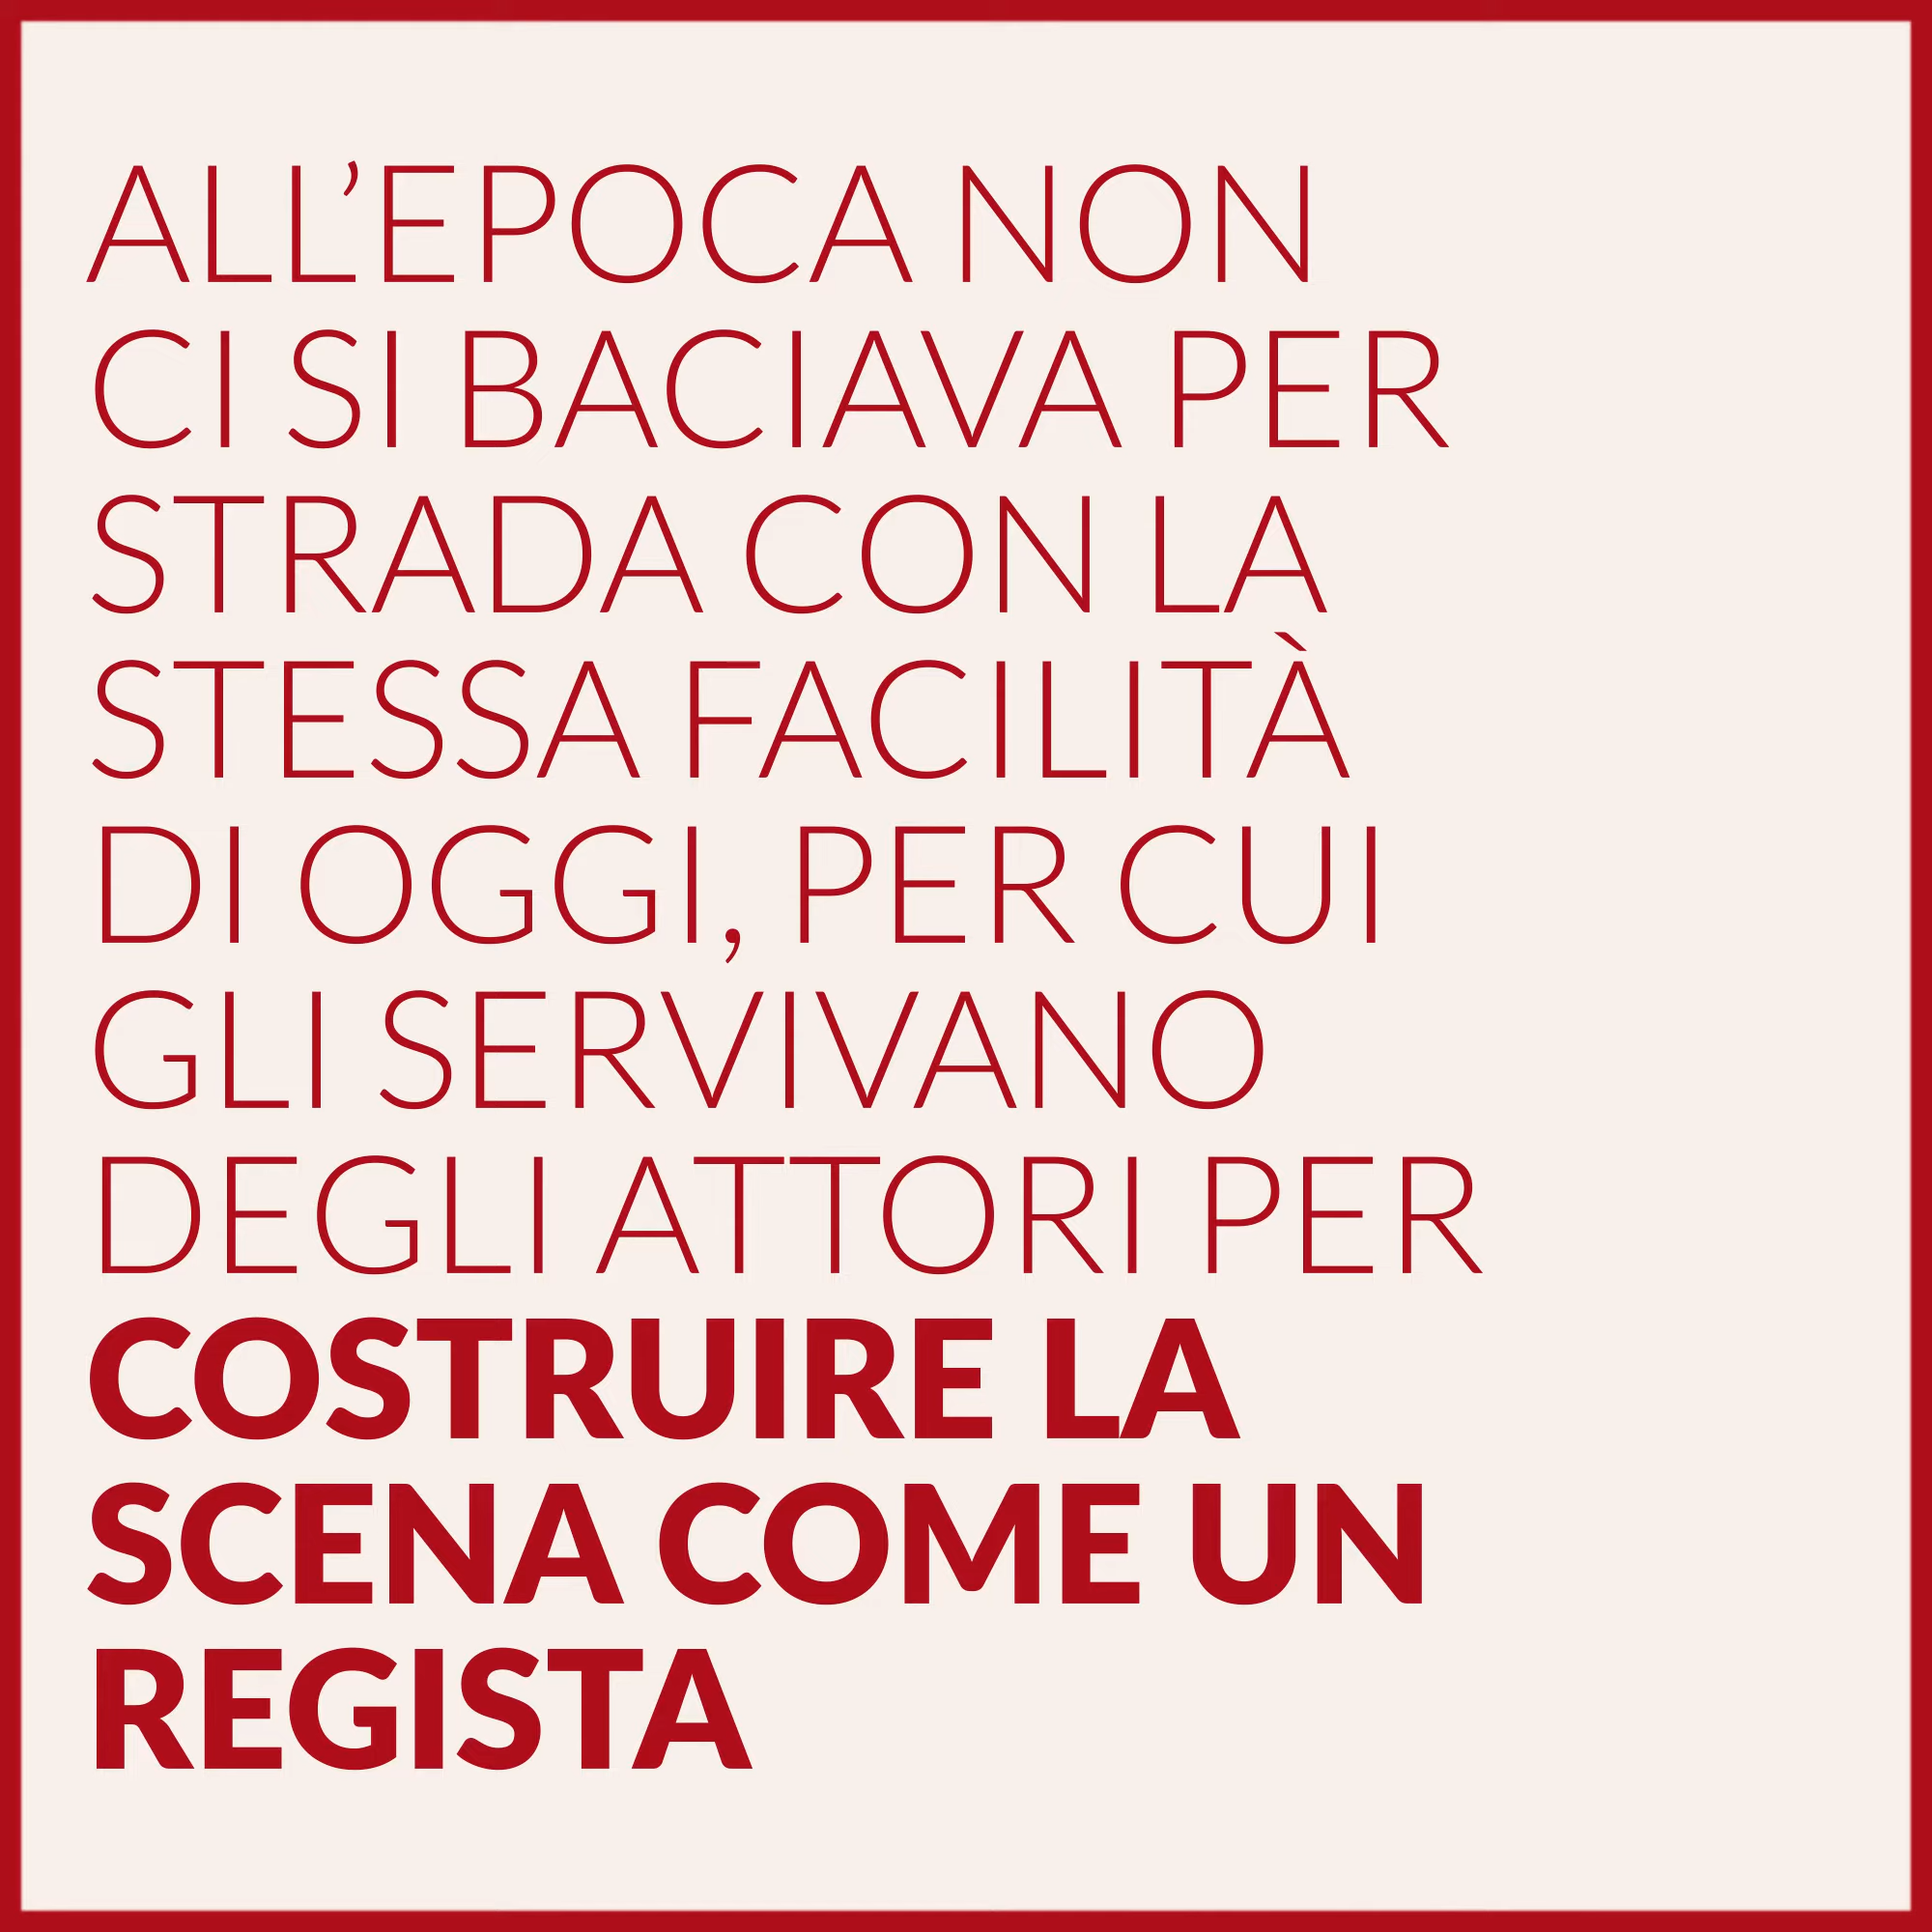 ALL’EPOCA NON
CI SI BACIAVA PER
STRADA CON LA
STESSA FACILITÀ
DI OGGI, PER CUI
GLI SERVIVANO
DEGLI ATTORI PER
COSTRUIRE LA
SCENA COME UN
REGISTA